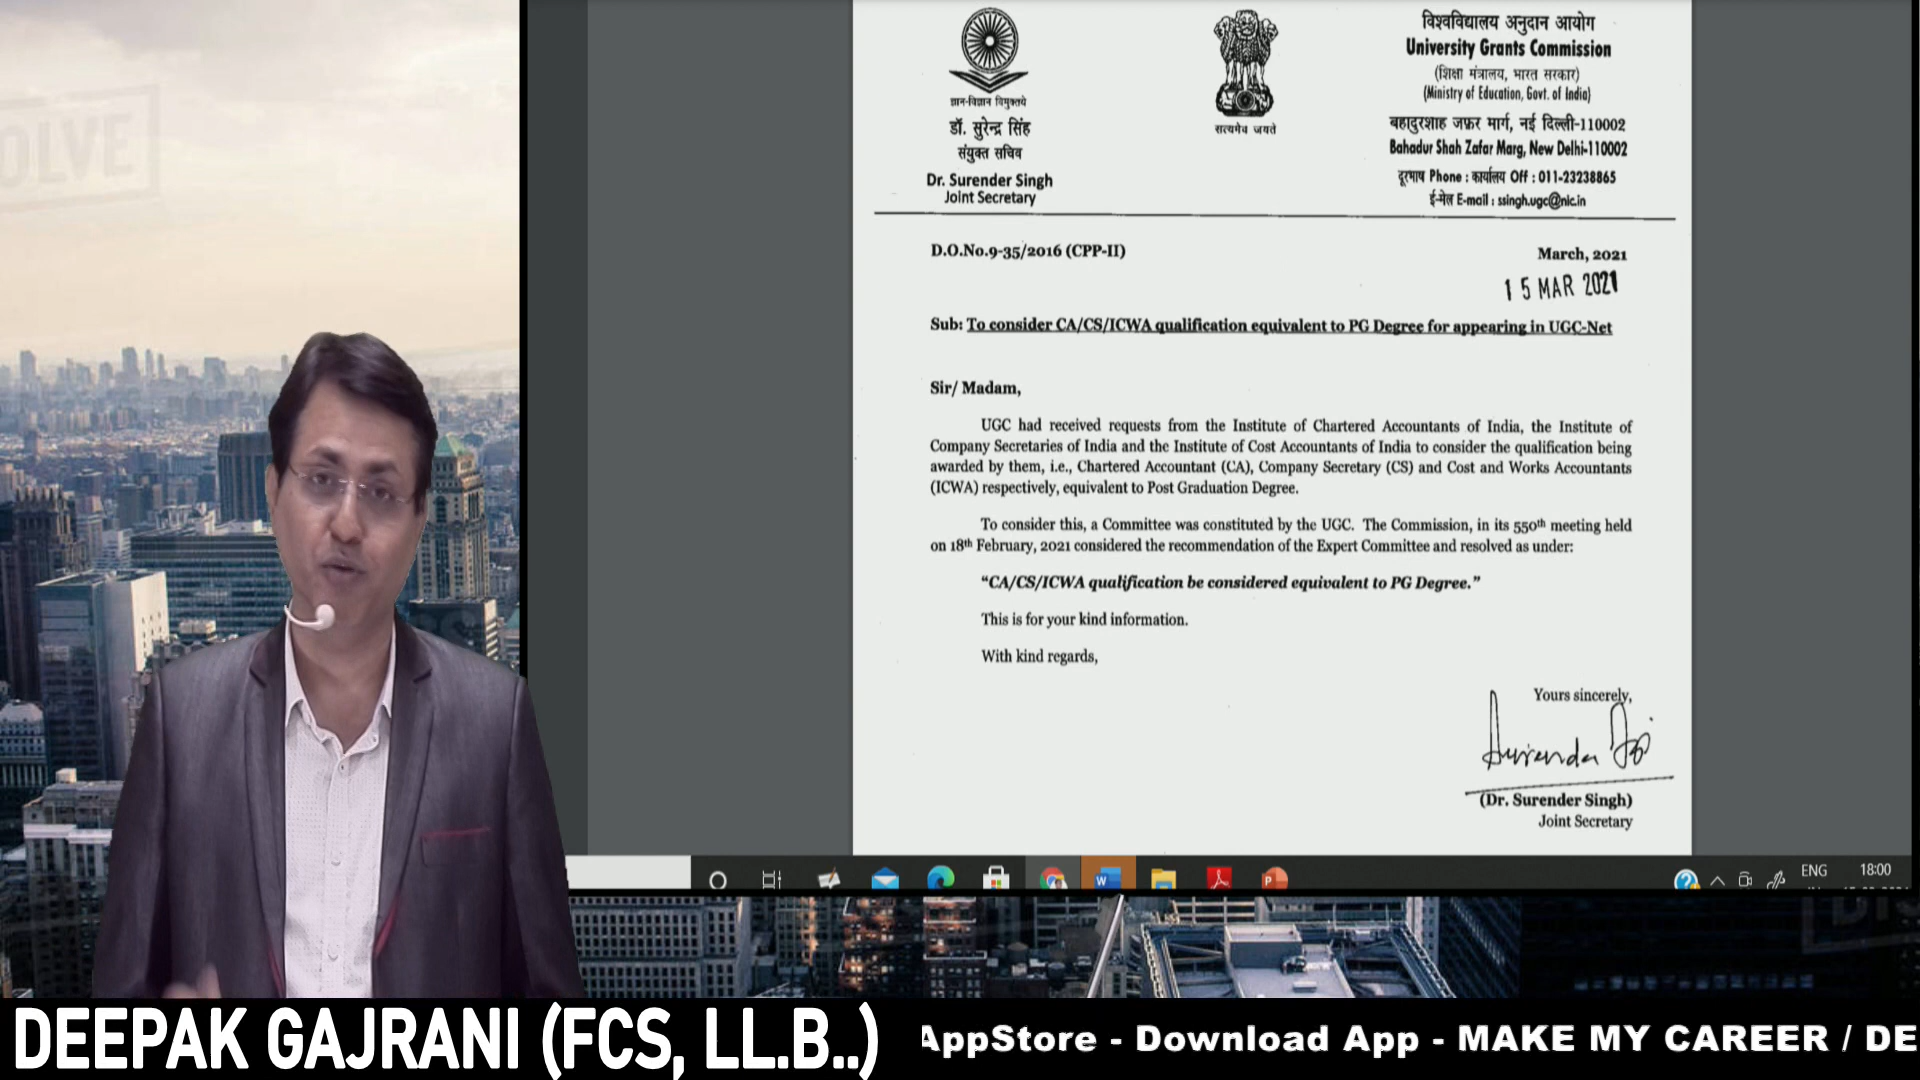 OLVE
ज्ञान-विज्ञान विमुक्तये
डॉ. सुरेन्द्र सिंह
संयुक्त सचिव
Dr. Surender Singh
Joint Secretary
सत्यमेव जयते
विश्वविद्यालय अनुदान आयोग
University Grants Commission
(शिक्षा मंत्रालय, भारत सरकार)
(Ministry of Education, Govt. of India)
बहादुरशाह ज़फ़र मार्ग, नई दिल्ली-110002
Bahadur Shah Zafar Marg, New Delhi-110002
दूरभाष Phone : कार्यालय Off : 011-23238865
ई-मेल E-mail : ssingh.ugc@nic.in
D.O.No.9-35/2016 (CPP-II)
March, 2021
15 MAR 2021
Sub: To consider CA/CS/ICWA qualification equivalent to PG Degree for appearing in UGC-Net
Sir/ Madam,
UGC had received requests from the Institute of Chartered Accountants of India, the Institute of
Company Secretaries of India and the Institute of Cost Accountants of India to consider the qualification being
awarded by them, i.e., Chartered Accountant (CA), Company Secretary (CS) and Cost and Works Accountants
(ICWA) respectively, equivalent to Post Graduation Degree.
To consider this, a Committee was constituted by the UGC. The Commission, in its 550th meeting held
on 18th February, 2021 considered the recommendation of the Expert Committee and resolved as under:
“CA/CS/ICWA qualification be considered equivalent to PG Degree.”
This is for your kind information.
With kind regards,
Yours sincerely,
(Dr. Surender Singh)
Joint Secretary
ENG
18:00
DEEPAK GAJRANI (FCS, LL.B..)
AppStore - Download App - MAKE MY CAREER / DE